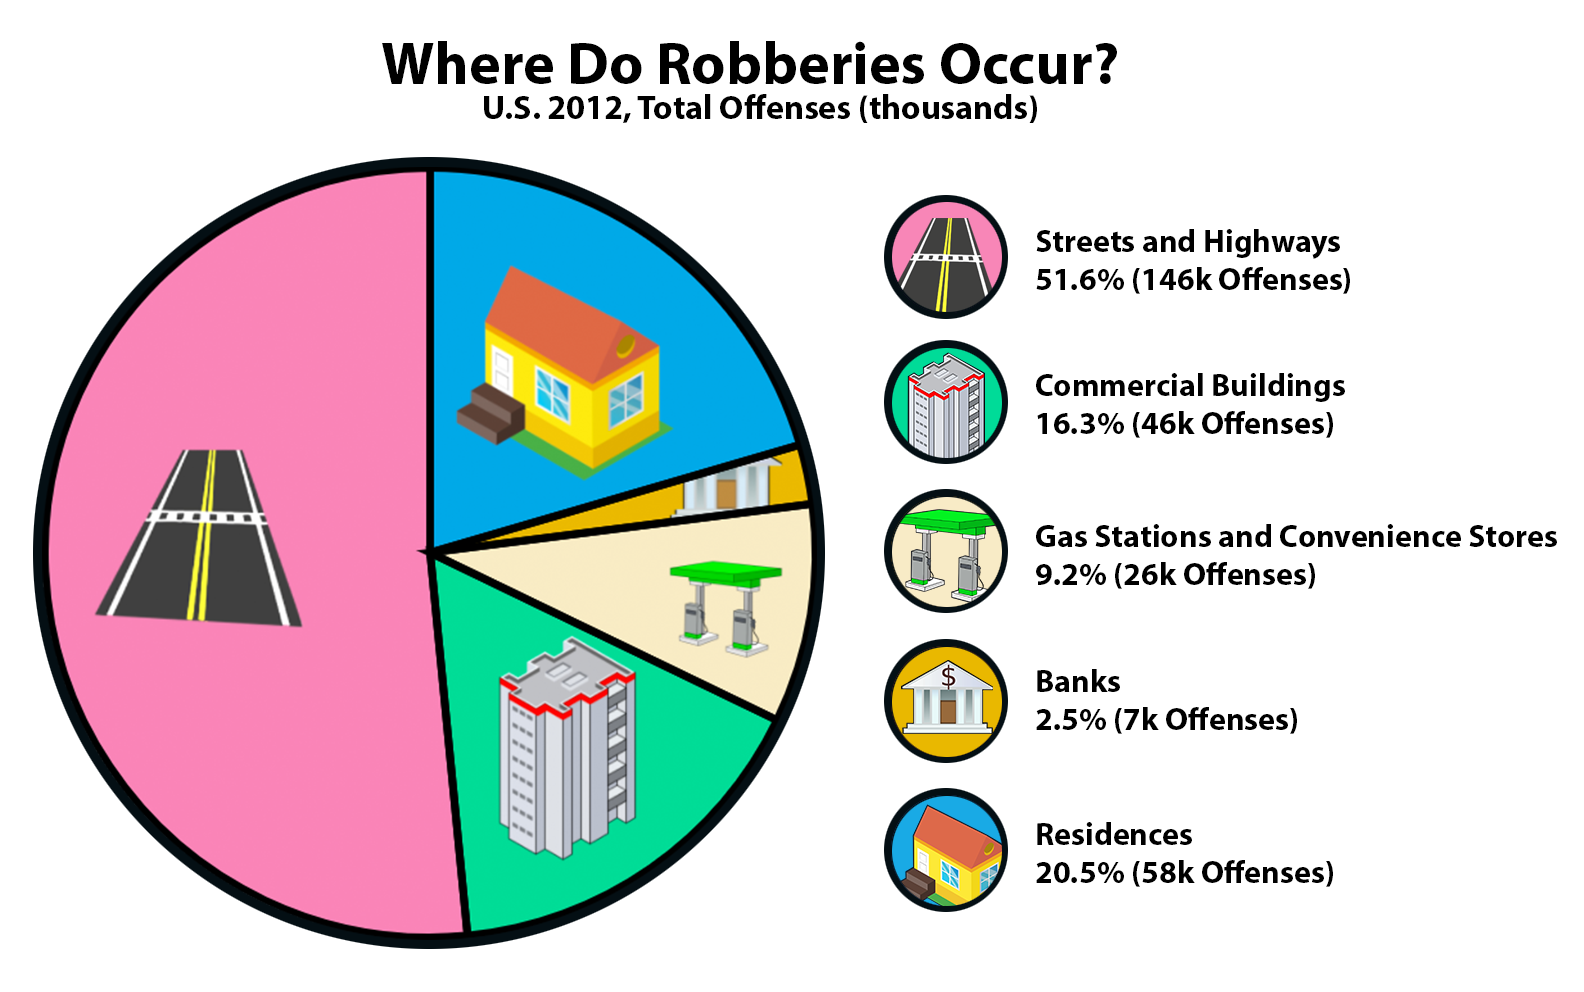 Where Do Robberies Occur?
U.S. 2012, Total Offenses (thousands)
Streets and Highways
51.6% (146k Offenses)
Commercial Buildings
16.3% (46k Offenses)
Gas Stations and Convenience Stores
9.2% (26k Offenses)
$
Banks
2.5% (7k Offenses)
Residences
20.5% (58k Offenses)